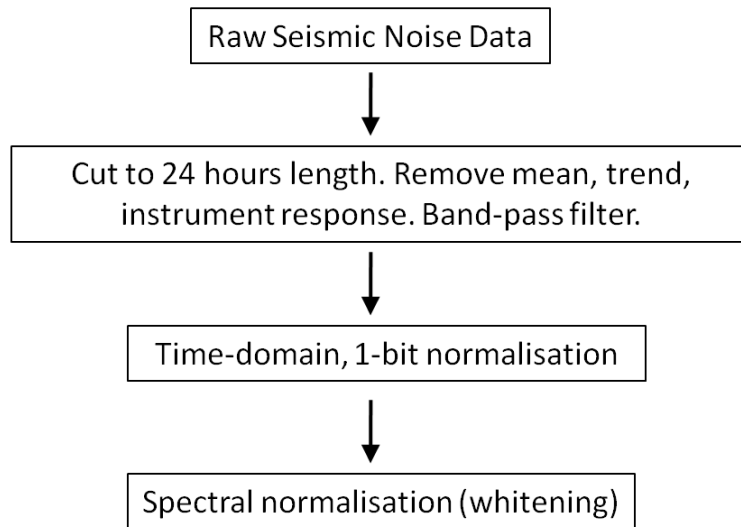 Raw Seismic Noise Data
Cut to 24 hours length. Remove mean, trend,
instrument response. Band-pass filter.
Time-domain, 1-bit normalisation
Spectral normalisation (whitening)